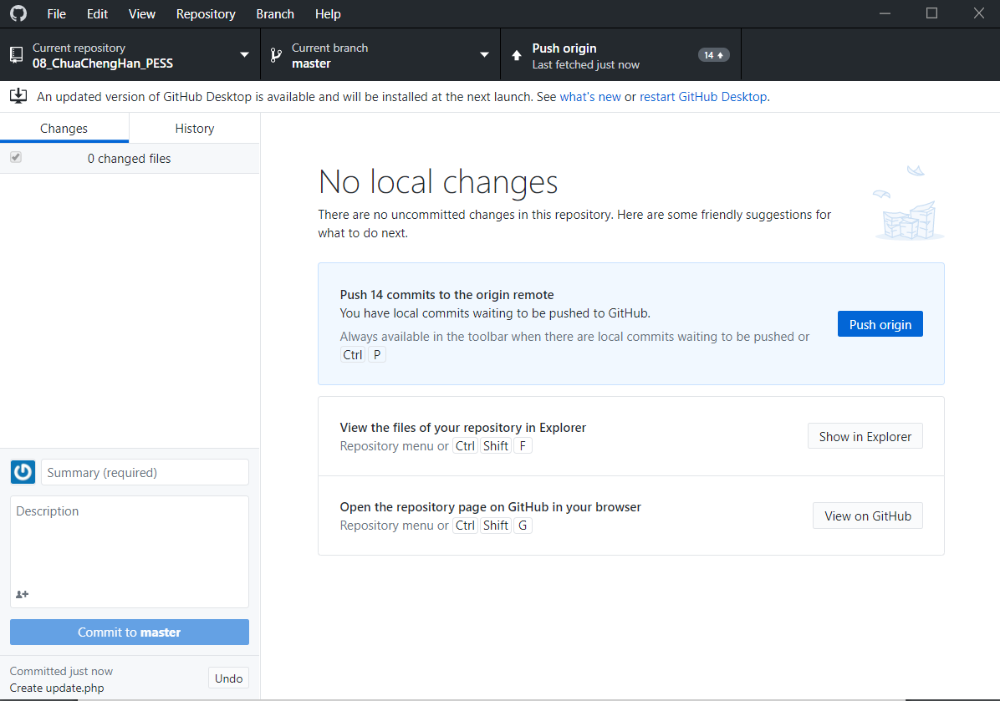 File Edit View Repository Branch Help
Current repository
08_ChuaChengHan_PESS
Current branch
master
Push origin
Last fetched just now
14
An updated version of GitHub Desktop is available and will be installed at the next launch. See what's new or restart GitHub Desktop.
Changes
History
0 changed files
No local changes
There are no uncommitted changes in this repository. Here are some friendly suggestions for
what to do next.
Push 14 commits to the origin remote
You have local commits waiting to be pushed to GitHub.
Always available in the toolbar when there are local commits waiting to be pushed or
Ctrl P
Push origin
View the files of your repository in Explorer
Repository menu or Ctrl Shift F
Show in Explorer
Open the repository page on GitHub in your browser
Repository menu or Ctrl Shift G
View on GitHub
Summary (required)
Description
Commit to master
Committed just now
Create update.php
Undo